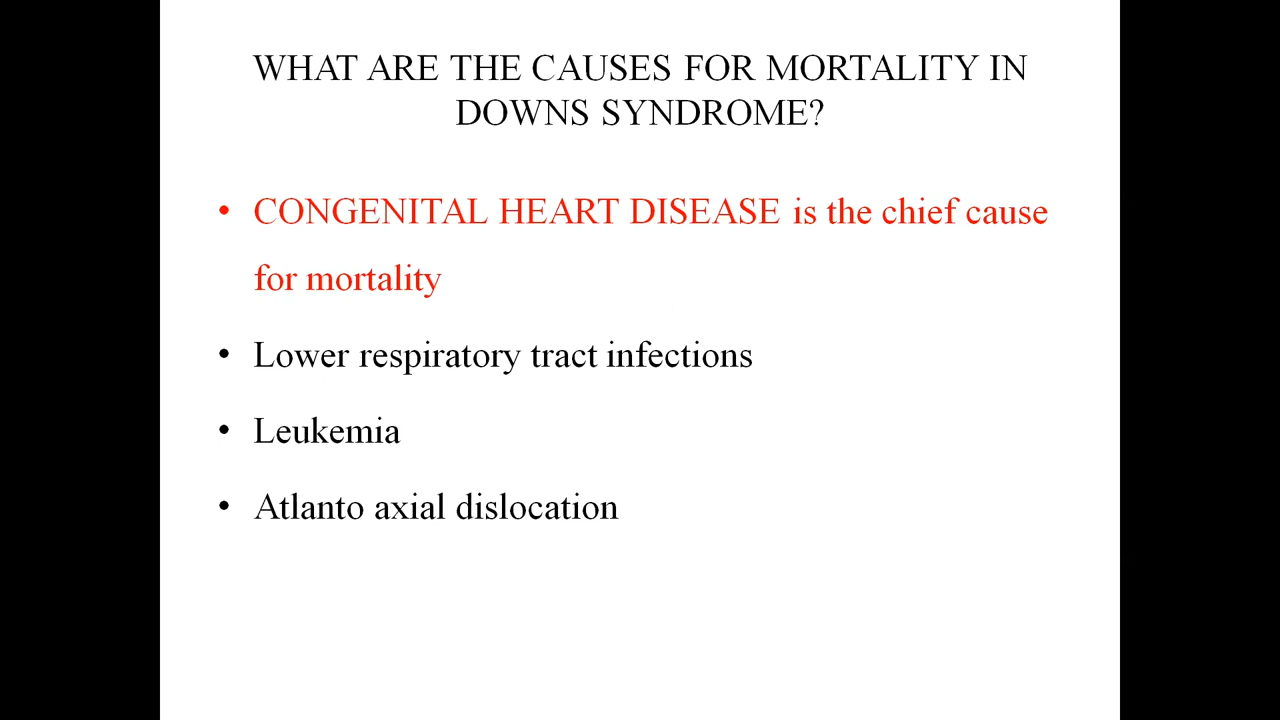 WHAT ARE THE CAUSES FOR MORTALITY IN
DOWNS SYNDROME?
• CONGENITAL HEART DISEASE is the chief cause
for mortality
• Lower respiratory tract infections
• Leukemia
• Atlanto axial dislocation